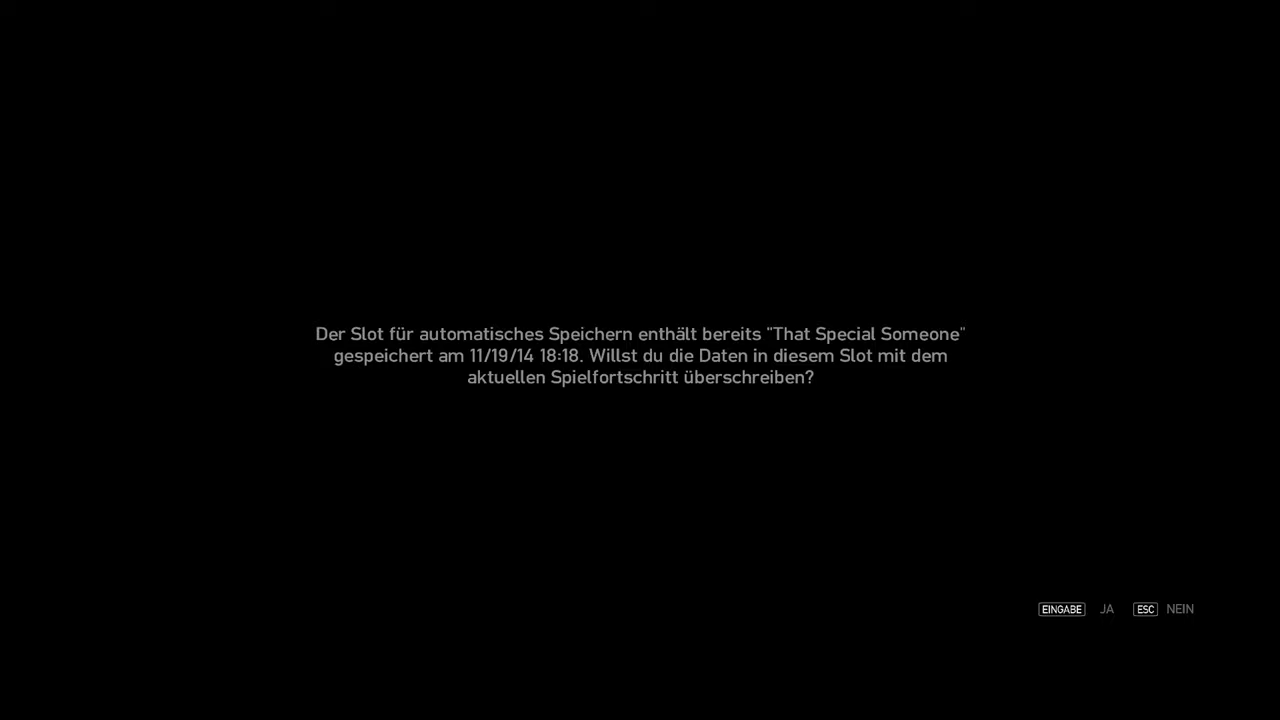 Der Slot für automatisches Speichern enthält bereits "That Special Someone"
gespeichert am 11/19/14 18:18. Willst du die Daten in diesem Slot mit dem
aktuellen Spielfortschritt überschreiben?
EINGABE JA ESC NEIN